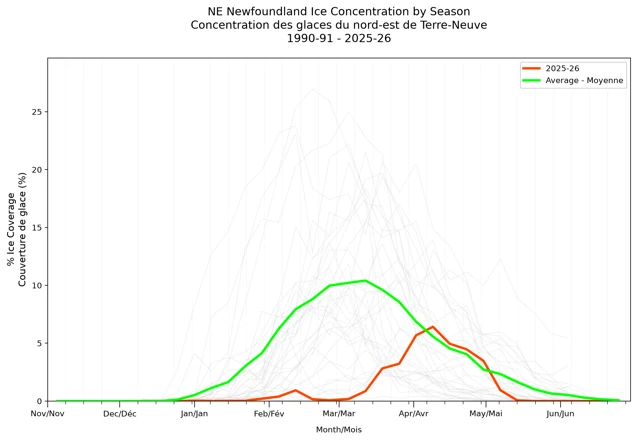 NE Newfoundland Ice Concentration by Season
Concentration des glaces du nord-est de Terre-Neuve
1990-91 - 2025-26
2025-26
Average - Moyenne
% Ice Coverage
Couverture de glace (%)
25
20
15
10
5
0
Nov/Nov
Dec/Déc
Jan/Jan
Feb/Fév
Mar/Mar
Apr/Avr
May/Mai
Jun/Jun
Month/Mois